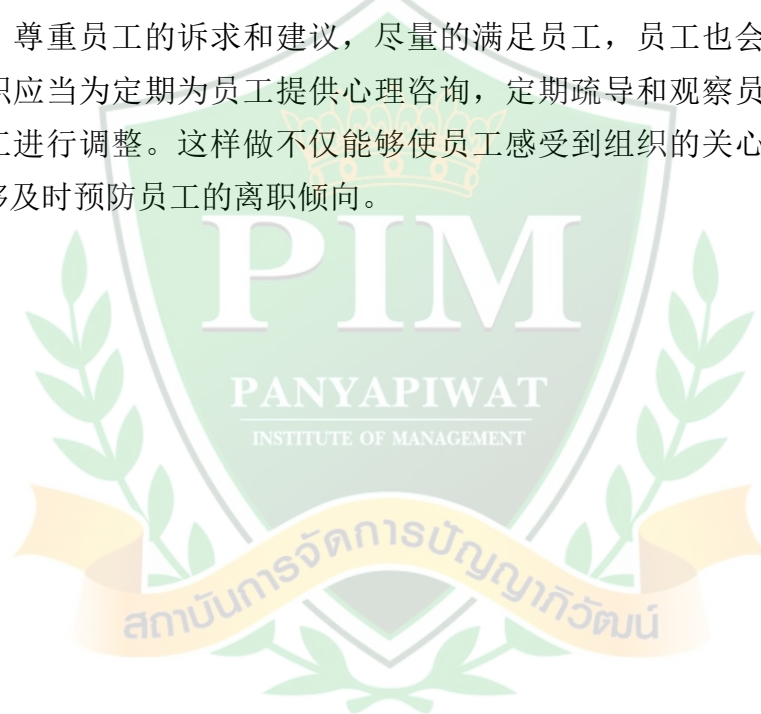 尊重员工的诉求和建议，尽量的满足员工，员工也会
织应当为定期为员工提供心理咨询，定期疏导和观察员
工进行调整。这样做不仅能够使员工感受到组织的关心
够及时预防员工的离职倾向。
PIM
PANYAPIWAT
INSTITUTE OF MANAGEMENT
สถาบันการจัดการปัญญาภิวัฒน์